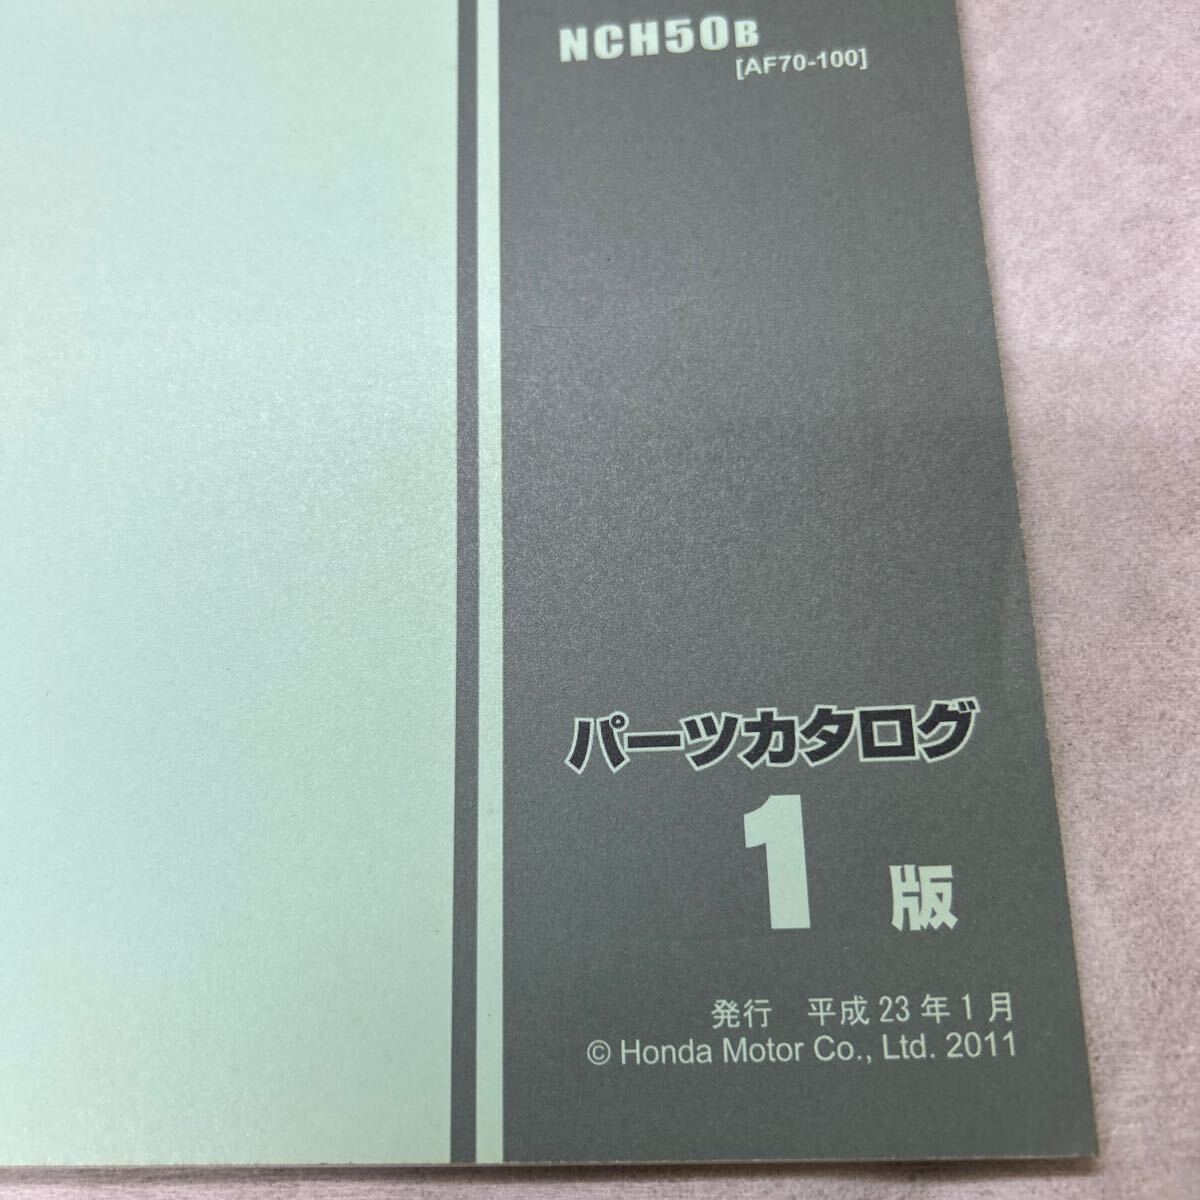 NCH50B
[AF70-100]
パーツカタログ
1 版
発行 平成 23 年 1 月
© Honda Motor Co., Ltd. 2011